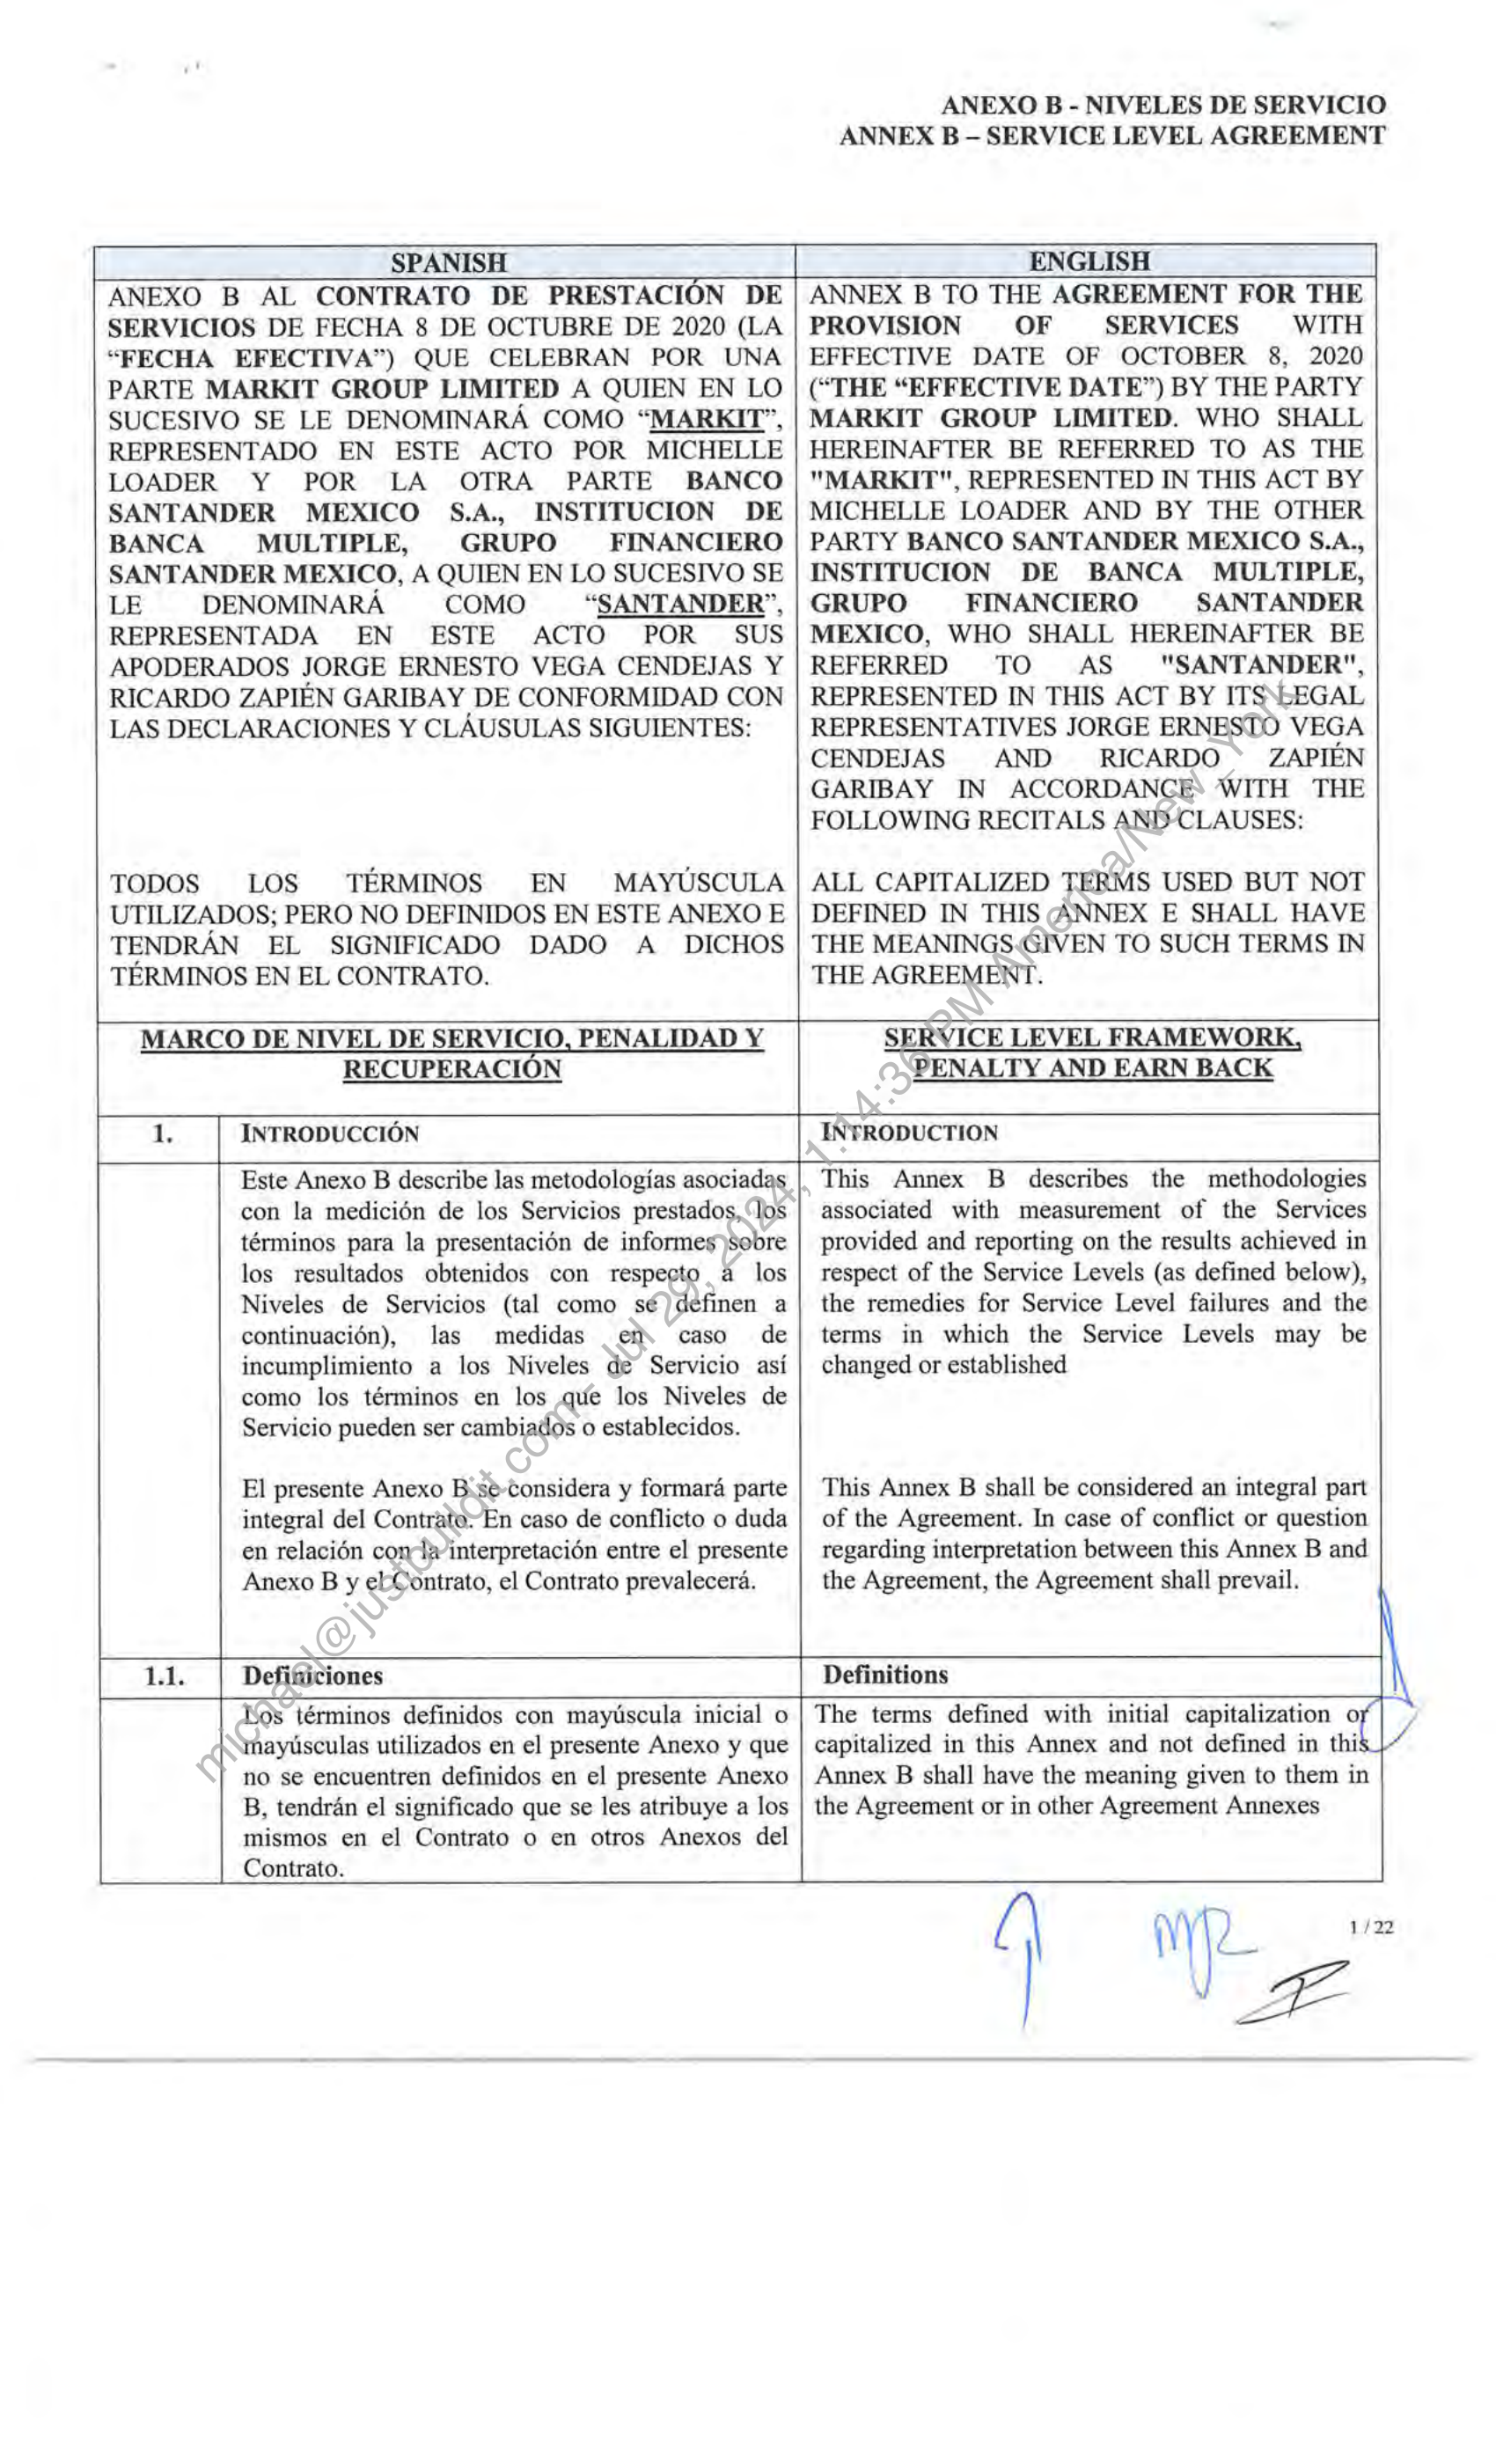 ANEXO B - NIVELES DE SERVICIO
ANNEX B – SERVICE LEVEL AGREEMENT
SPANISH
ANEXO B AL CONTRATO DE PRESTACIÓN DE
SERVICIOS DE FECHA 8 DE OCTUBRE DE 2020 (LA
“FECHA EFECTIVA”) QUE CELEBRAN POR UNA
PARTE MARKIT GROUP LIMITED A QUIEN EN LO
SUCESIVO SE LE DENOMINARÁ COMO “MARKIT”,
REPRESENTADO EN ESTE ACTO POR MICHELLE
LOADER Y POR LA OTRA PARTE BANCO
SANTANDER MEXICO S.A., INSTITUCION DE
BANCA MULTIPLE, GRUPO FINANCIERO
SANTANDER MEXICO, A QUIEN EN LO SUCESIVO SE
LE DENOMINARÁ COMO “SANTANDER”,
REPRESENTADA EN ESTE ACTO POR SUS
APODERADOS JORGE ERNESTO VEGA CENDEJAS Y
RICARDO ZAPIÉN GARIBAY DE CONFORMIDAD CON
LAS DECLARACIONES Y CLÁUSULAS SIGUIENTES:
TODOS LOS TÉRMINOS EN MAYÚSCULA
UTILIZADOS; PERO NO DEFINIDOS EN ESTE ANEXO E
TENDRÁN EL SIGNIFICADO DADO A DICHOS
TÉRMINOS EN EL CONTRATO.
ENGLISH
ANNEX B TO THE AGREEMENT FOR THE
PROVISION OF SERVICES WITH
EFFECTIVE DATE OF OCTOBER 8, 2020
(“THE “EFFECTIVE DATE”) BY THE PARTY
MARKIT GROUP LIMITED. WHO SHALL
HEREINAFTER BE REFERRED TO AS THE
"MARKIT", REPRESENTED IN THIS ACT BY
MICHELLE LOADER AND BY THE OTHER
PARTY BANCO SANTANDER MEXICO S.A.,
INSTITUCION DE BANCA MULTIPLE,
GRUPO FINANCIERO SANTANDER
MEXICO, WHO SHALL HEREINAFTER BE
REFERRED TO AS "SANTANDER",
REPRESENTED IN THIS ACT BY ITS LEGAL
REPRESENTATIVES JORGE ERNESTO VEGA
CENDEJAS AND RICARDO ZAPIÉN
GARIBAY IN ACCORDANCE WITH THE
FOLLOWING RECITALS AND CLAUSES:
ALL CAPITALIZED TERMS USED BUT NOT
DEFINED IN THIS ANNEX E SHALL HAVE
THE MEANINGS GIVEN TO SUCH TERMS IN
THE AGREEMENT.
MARCO DE NIVEL DE SERVICIO, PENALIDAD Y
RECUPERACIÓN
SERVICE LEVEL FRAMEWORK,
PENALTY AND EARN BACK
1. INTRODUCCIÓN
INTRODUCTION
Este Anexo B describe las metodologías asociadas
con la medición de los Servicios prestados, los
términos para la presentación de informes sobre
los resultados obtenidos con respecto a los
Niveles de Servicios (tal como se definen a
continuación), las medidas en caso de
incumplimiento a los Niveles de Servicio así
como los términos en los que los Niveles de
Servicio pueden ser cambiados o establecidos.
El presente Anexo B se considera y formará parte
integral del Contrato. En caso de conflicto o duda
en relación con la interpretación entre el presente
Anexo B y el Contrato, el Contrato prevalecerá.
This Annex B describes the methodologies
associated with measurement of the Services
provided and reporting on the results achieved in
respect of the Service Levels (as defined below),
the remedies for Service Level failures and the
terms in which the Service Levels may be
changed or established
This Annex B shall be considered an integral part
of the Agreement. In case of conflict or question
regarding interpretation between this Annex B and
the Agreement, the Agreement shall prevail.
1.1. Definiciones
Definitions
Los términos definidos con mayúscula inicial o
mayúsculas utilizados en el presente Anexo y que
no se encuentren definidos en el presente Anexo
B, tendrán el significado que se les atribuye a los
mismos en el Contrato o en otros Anexos del
Contrato.
The terms defined with initial capitalization or
capitalized in this Annex and not defined in this
Annex B shall have the meaning given to them in
the Agreement or in other Agreement Annexes
1 / 22
michael@justbuildit.com - Jul 29, 2024, 1:14:36 PM America/New_York